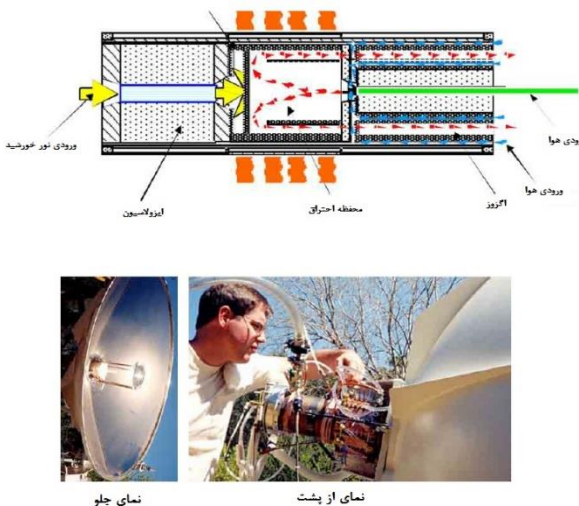 ورودی نور خورشید
ایزولاسیون
محفظه احتراق
اگزوز
ورودی هوا
ودی هوا
نمای جلو
نمای از پشت